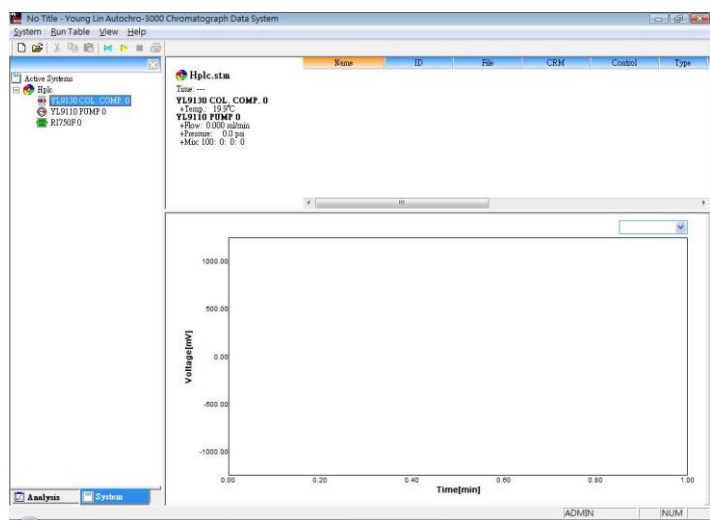 No Title - Young Lin Autochro-3000 Chromatograph Data System
System Run Table View Help
Active Systems
Hplc
YL9130 COL. COMP. 0
YL9110 PUMP 0
RI750F 0
Hplc.stm
Time: ---
YL9130 COL. COMP. 0
+Temp.: 19.9℃
YL9110 PUMP 0
+Flow: 0.000 ml/min
+Pressure: 0.0 psi
+Mix: 100: 0: 0: 0
Name ID File CRM Control Type
1000.00
500.00
0.00
-500.00
-1000.00
Voltage[mV]
0.00 0.20 0.40 0.60 0.80 1.00
Time[min]
Analysis System
ADMIN NUM